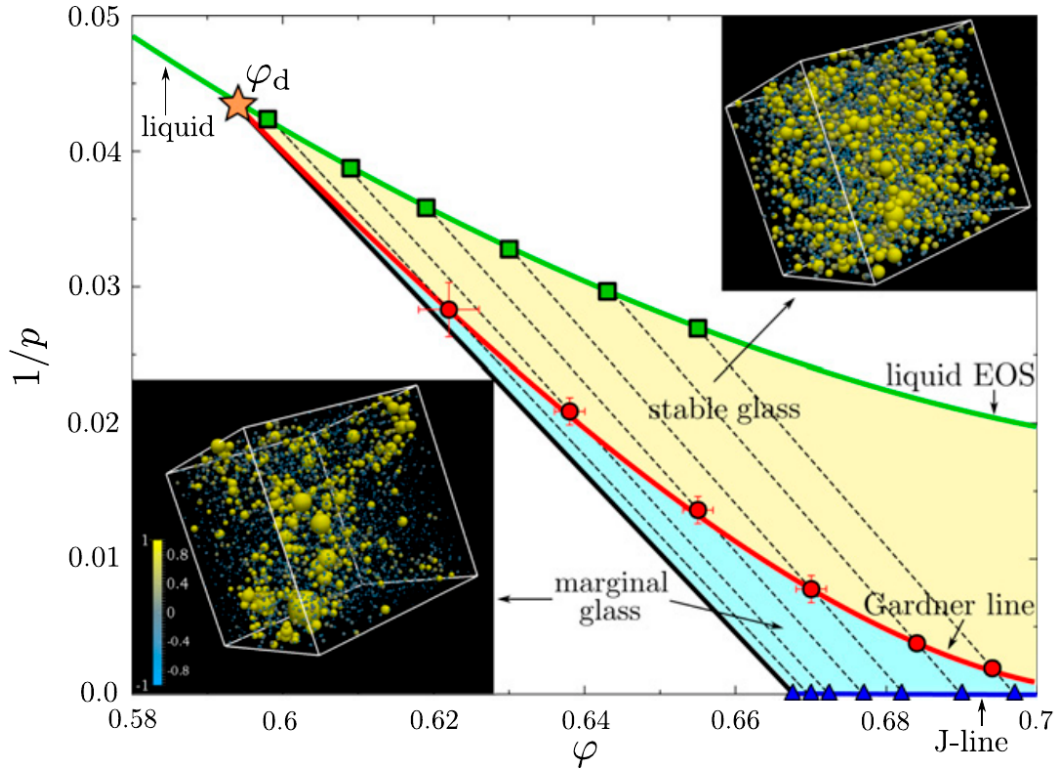 0.05
φ_d
liquid
0.04
0.03
1/p
liquid EOS
stable glass
0.02
1
0.8
0.4
0
-0.4
-0.8
-1
0.01
marginal
glass
Gardner line
0.0
0.58
0.6
0.62
0.64
0.66
0.68
0.7
φ
J-line